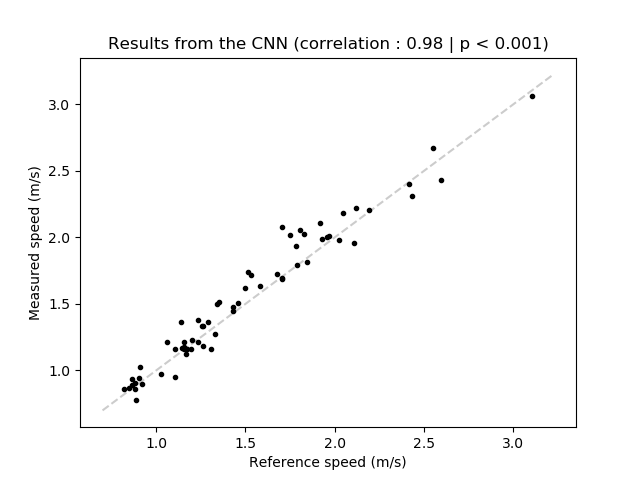 Results from the CNN (correlation : 0.98 | p < 0.001)
Measured speed (m/s)
3.0
2.5
2.0
1.5
1.0
1.0 1.5 2.0 2.5 3.0
Reference speed (m/s)